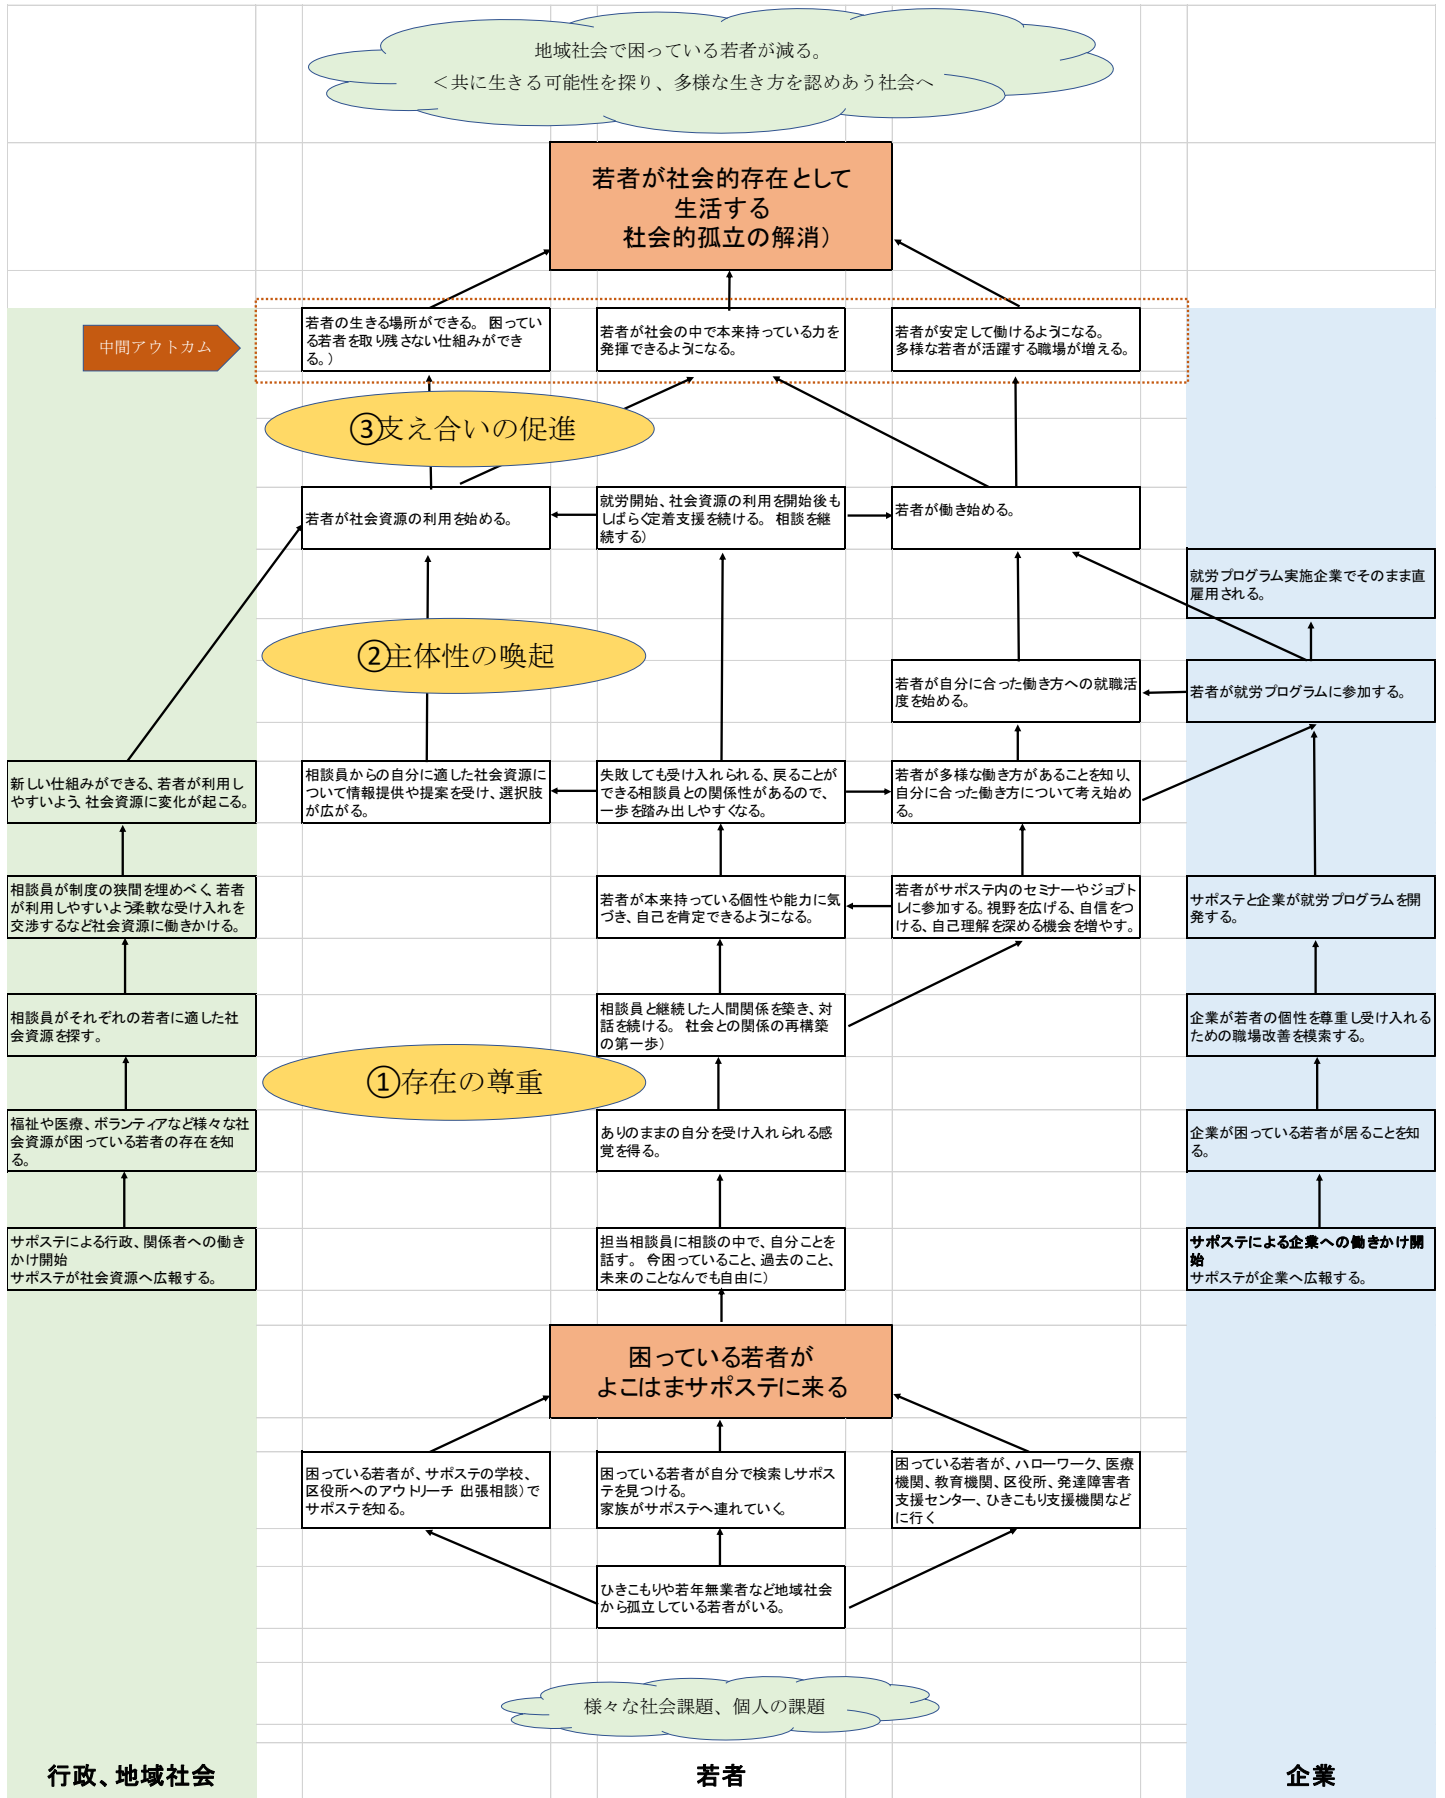 地域社会で困っている若者が減る。
＜共に生きる可能性を探り、多様な生き方を認めあう社会へ
若者が社会的存在として
生活する
社会的孤立の解消）
中間アウトカム
若者の生きる場所ができる。 困ってい
る若者を取り残さない仕組みができ
る。）
若者が社会の中で本来持っている力を
発揮できるようになる。
若者が安定して働けるようになる。
多様な若者が活躍する職場が増える。
③支え合いの促進
若者が社会資源の利用を始める。
就労開始、社会資源の利用を開始後も
しばらく定着支援を続ける。 相談を継
続する）
若者が働き始める。
就労プログラム実施企業でそのまま直
雇用される。
②主体性の喚起
若者が自分に合った働き方への就職活
度を始める。
若者が就労プログラムに参加する。
新しい仕組みができる、若者が利用し
やすいよう、社会資源に変化が起こる。
相談員からの自分に適した社会資源に
ついて情報提供や提案を受け、選択肢
が広がる。
失敗しても受け入れられる、戻ることが
できる相談員との関係性があるので、
一歩を踏み出しやすくなる。
若者が多様な働き方があることを知り、
自分に合った働き方について考え始め
る。
相談員が制度の狭間を埋めべく、若者
が利用しやすいよう柔軟な受け入れを
交渉するなど社会資源に働きかける。
若者が本来持っている個性や能力に気
づき、自己を肯定できるようになる。
若者がサポステ内のセミナーやジョブト
レに参加する。視野を広げる、自信をつ
ける、自己理解を深める機会を増やす。
サポステと企業が就労プログラムを開
発する。
相談員がそれぞれの若者に適した社
会資源を探す。
相談員と継続した人間関係を築き、対
話を続ける。 社会との関係の再構築
の第一歩）
企業が若者の個性を尊重し受け入れる
ための職場改善を模索する。
①存在の尊重
福祉や医療、ボランティアなど様々な社
会資源が困っている若者の存在を知
る。
ありのままの自分を受け入れられる感
覚を得る。
企業が困っている若者が居ることを知
る。
サポステによる行政、関係者への働き
かけ開始
サポステが社会資源へ広報する。
担当相談員に相談の中で、自分ことを
話す。 今困っていること、過去のこと、
未来のことなんでも自由に）
サポステによる企業への働きかけ開
始
サポステが企業へ広報する。
困っている若者が
よこはまサポステに来る
困っている若者が、サポステの学校、
区役所へのアウトリーチ 出張相談）で
サポステを知る。
困っている若者が自分で検索しサポス
テを見つける。
家族がサポステへ連れていく。
困っている若者が、ハローワーク、医療
機関、教育機関、区役所、発達障害者
支援センター、ひきこもり支援機関など
に行く
ひきこもりや若年無業者など地域社会
から孤立している若者がいる。
様々な社会課題、個人の課題
行政、地域社会
若者
企業